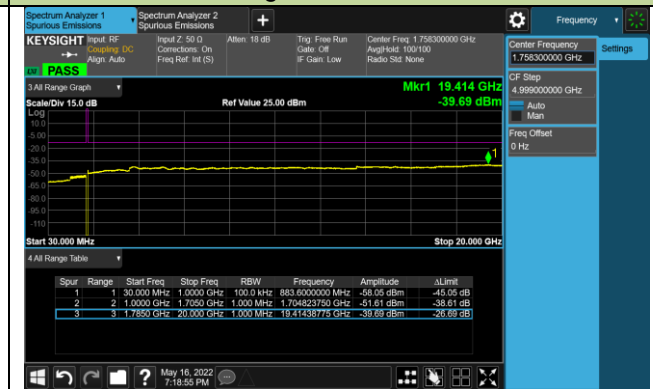 Spectrum Analyzer 1
Spurious Emissions
Spectrum Analyzer 2
Spurious Emissions
+
Frequency
KEYSIGHT
Input: RF
Coupling: DC
Align: Auto
Input Z: 50 Ω
Corrections: On
Freq Ref: Int (S)
Atten: 18 dB
Trig: Free Run
Gate: Off
IF Gain: Low
Center Freq: 1.758300000 GHz
Avg|Hold: 100/100
Radio Std: None
PASS
Center Frequency
1.758300000 GHz
Settings
CF Step
4.999000000 GHz
Auto
Man
Freq Offset
0 Hz
3 All Range Graph
Mkr1 19.414 GHz
Scale/Div 15.0 dB
Ref Value 25.00 dBm
-39.69 dBm
Log
10.0
-5.00
-20.0
-35.0
-50.0
-65.0
-80.0
-95.0
-110
1
Start 30.000 MHz
Stop 20.000 GHz
4 All Range Table
Spur Range Start Freq Stop Freq RBW Frequency Amplitude ΔLimit
1 1 30.000 MHz 1.0000 GHz 100.0 kHz 883.6000000 MHz -58.05 dBm -45.05 dB
2 2 1.0000 GHz 1.7050 GHz 1.000 MHz 1.704823750 GHz -51.61 dBm -38.61 dB
3 3 1.7850 GHz 20.000 GHz 1.000 MHz 19.41438775 GHz -39.69 dBm -26.69 dB
?
May 16, 2022
7:18:55 PM